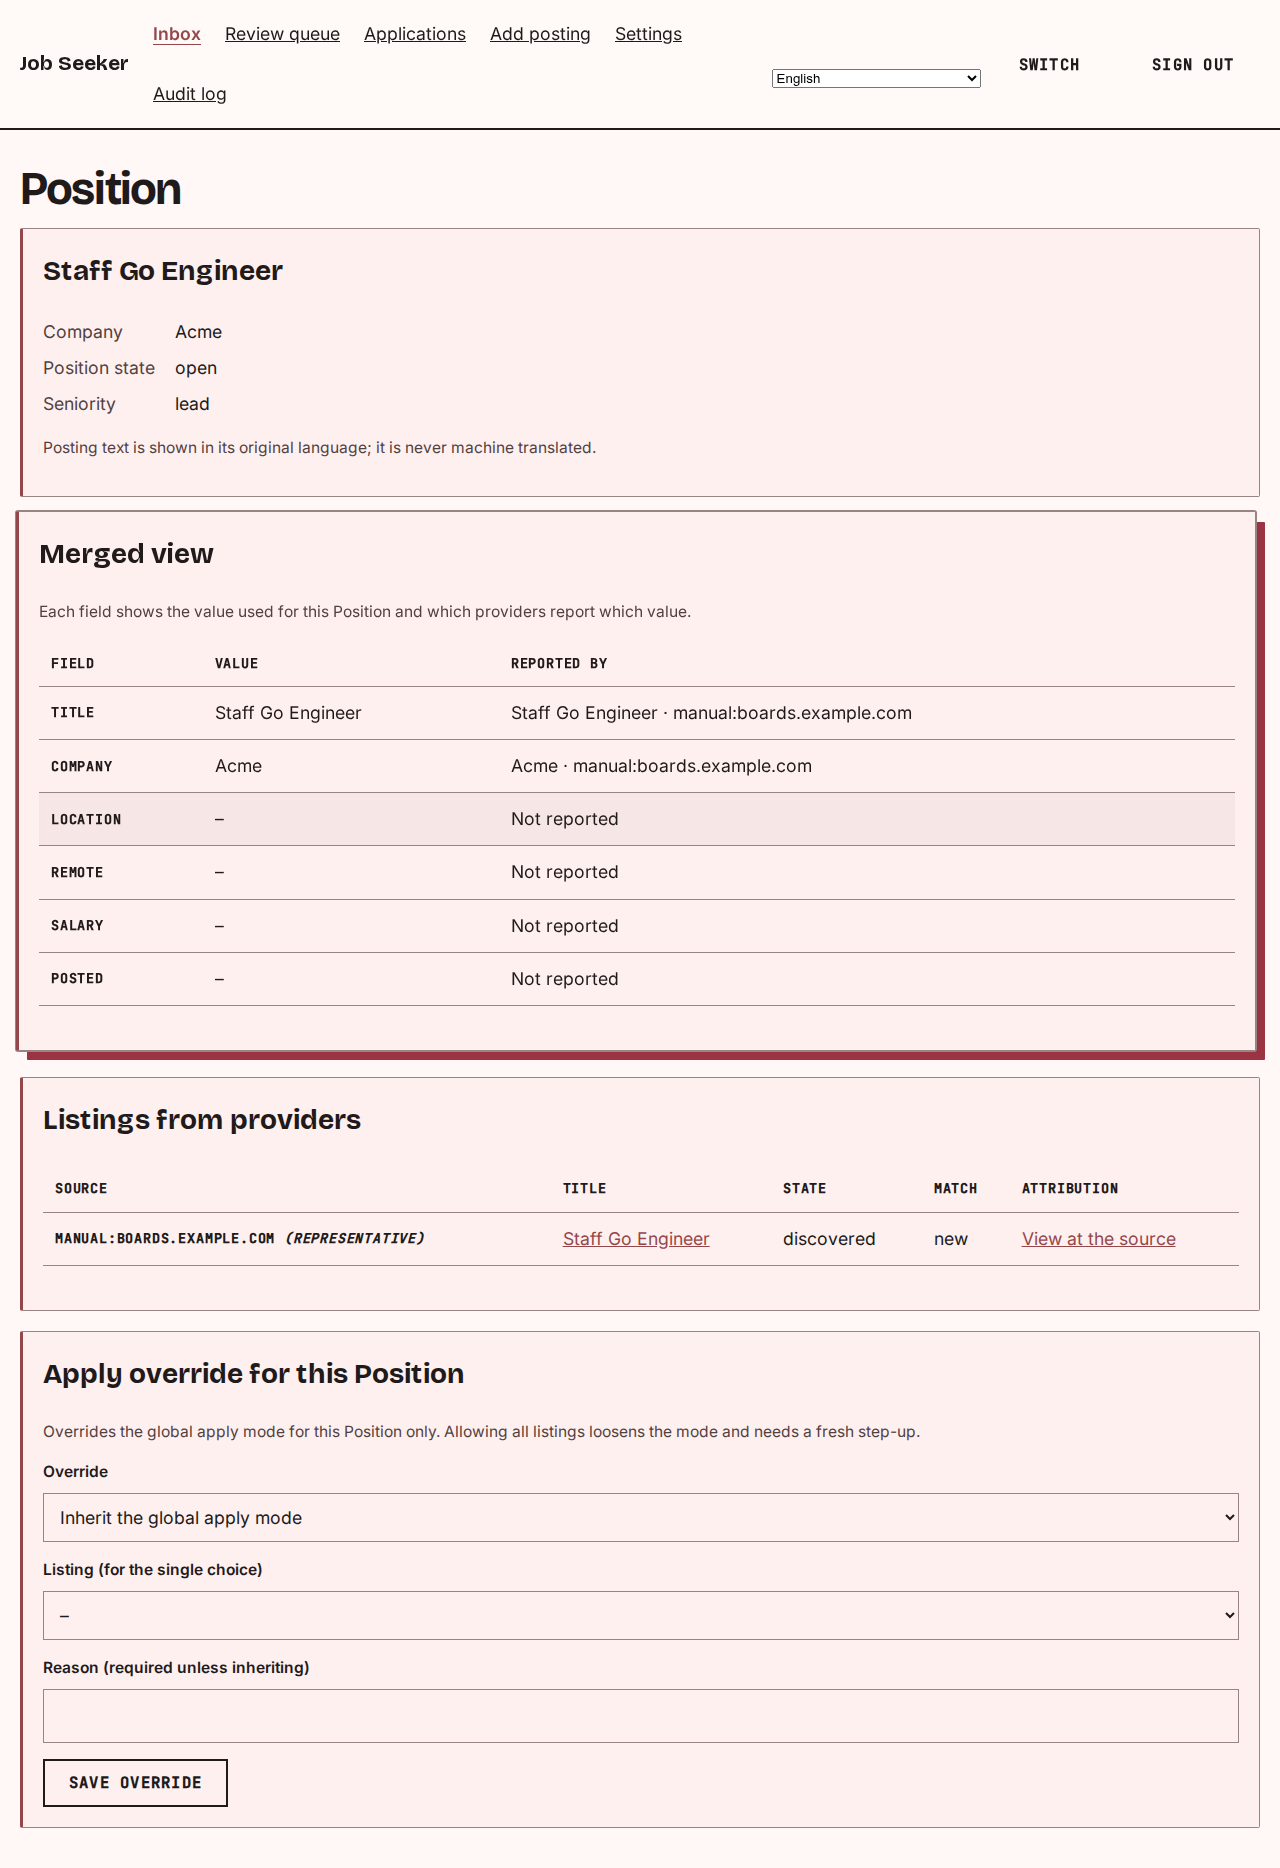 Job Seeker
Inbox Review queue Applications Add posting Settings
Audit log
English
SWITCH
SIGN OUT
Position
Staff Go Engineer
Company Acme
Position state open
Seniority lead
Posting text is shown in its original language; it is never machine translated.
Merged view
Each field shows the value used for this Position and which providers report which value.
FIELD VALUE REPORTED BY
TITLE Staff Go Engineer Staff Go Engineer · manual:boards.example.com
COMPANY Acme Acme · manual:boards.example.com
LOCATION – Not reported
REMOTE – Not reported
SALARY – Not reported
POSTED – Not reported
Listings from providers
SOURCE TITLE STATE MATCH ATTRIBUTION
MANUAL:BOARDS.EXAMPLE.COM (REPRESENTATIVE) Staff Go Engineer discovered new View at the source
Apply override for this Position
Overrides the global apply mode for this Position only. Allowing all listings loosens the mode and needs a fresh step-up.
Override
Inherit the global apply mode
Listing (for the single choice)
–
Reason (required unless inheriting)
SAVE OVERRIDE